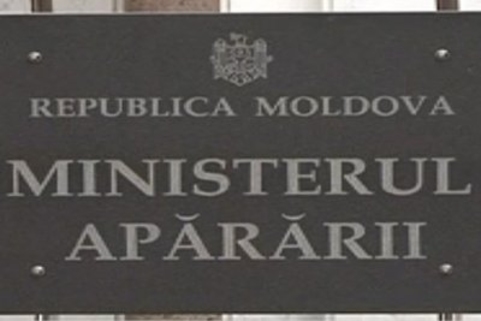 REPUBLICA MOLDOVA
MINISTERUL
APĂRĂRII